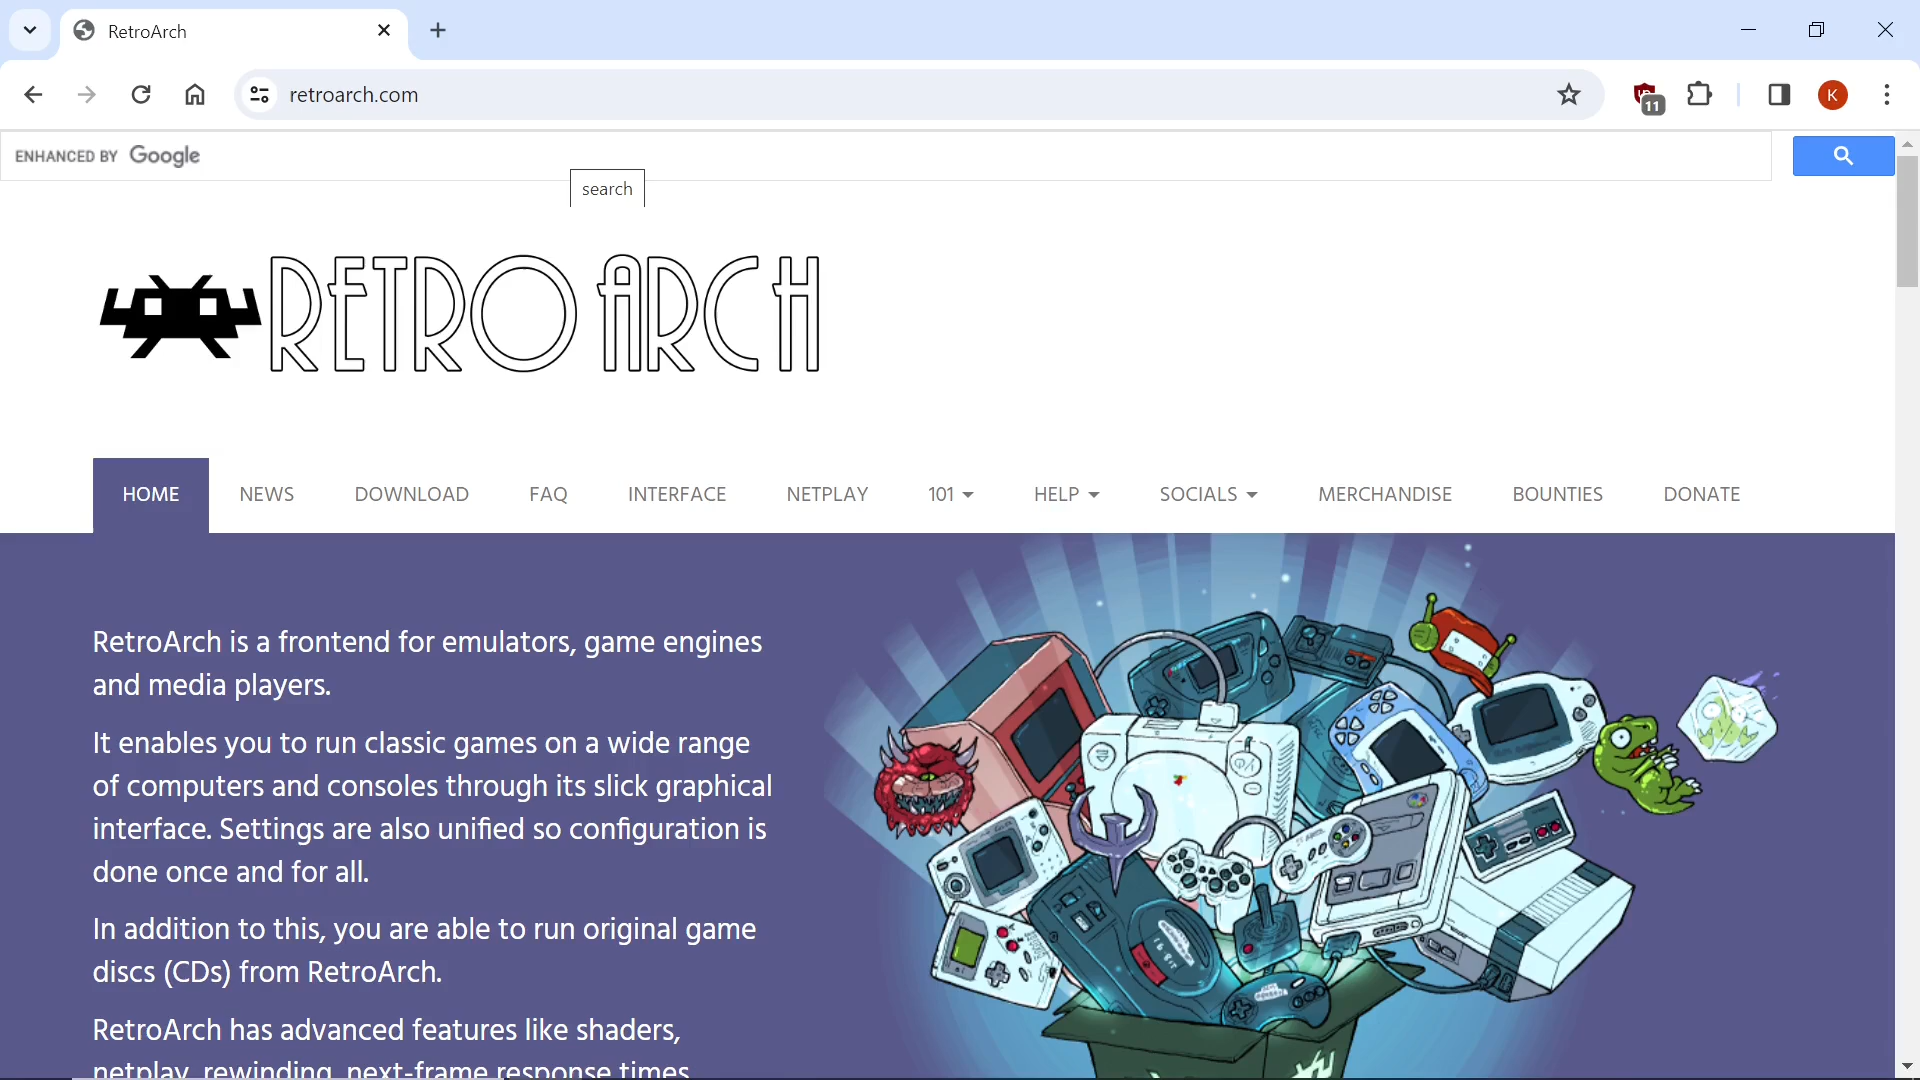 RetroArch
retroarch.com
11
K
ENHANCED BY Google
search
RETROARCH
HOME NEWS DOWNLOAD FAQ INTERFACE NETPLAY 101 HELP SOCIALS MERCHANDISE BOUNTIES DONATE
RetroArch is a frontend for emulators, game engines
and media players.
It enables you to run classic games on a wide range
of computers and consoles through its slick graphical
interface. Settings are also unified so configuration is
done once and for all.
In addition to this, you are able to run original game
discs (CDs) from RetroArch.
RetroArch has advanced features like shaders,
netplay, rewinding, next-frame response times,
16 BIT